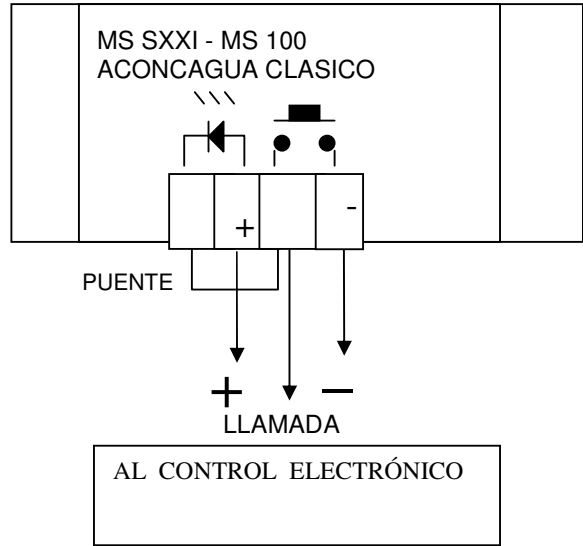 MS SXXI - MS 100
ACONCAGUA CLASICO
+ -
PUENTE
+ −
LLAMADA
AL CONTROL ELECTRÓNICO